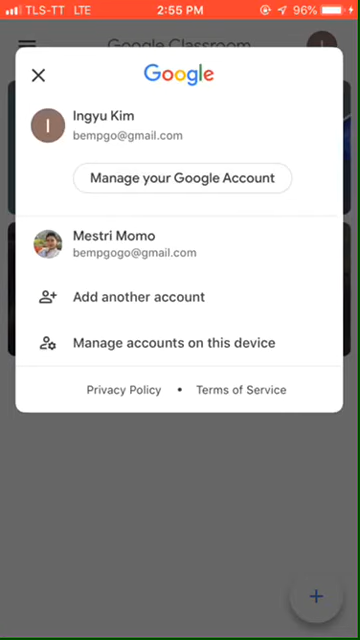 TLS-TT LTE 2:55 PM 96%
Google Classroom
Google
Ingyu Kim
I
bempgo@gmail.com
Manage your Google Account
Mestri Momo
bempgogo@gmail.com
Add another account
Manage accounts on this device
Privacy Policy • Terms of Service